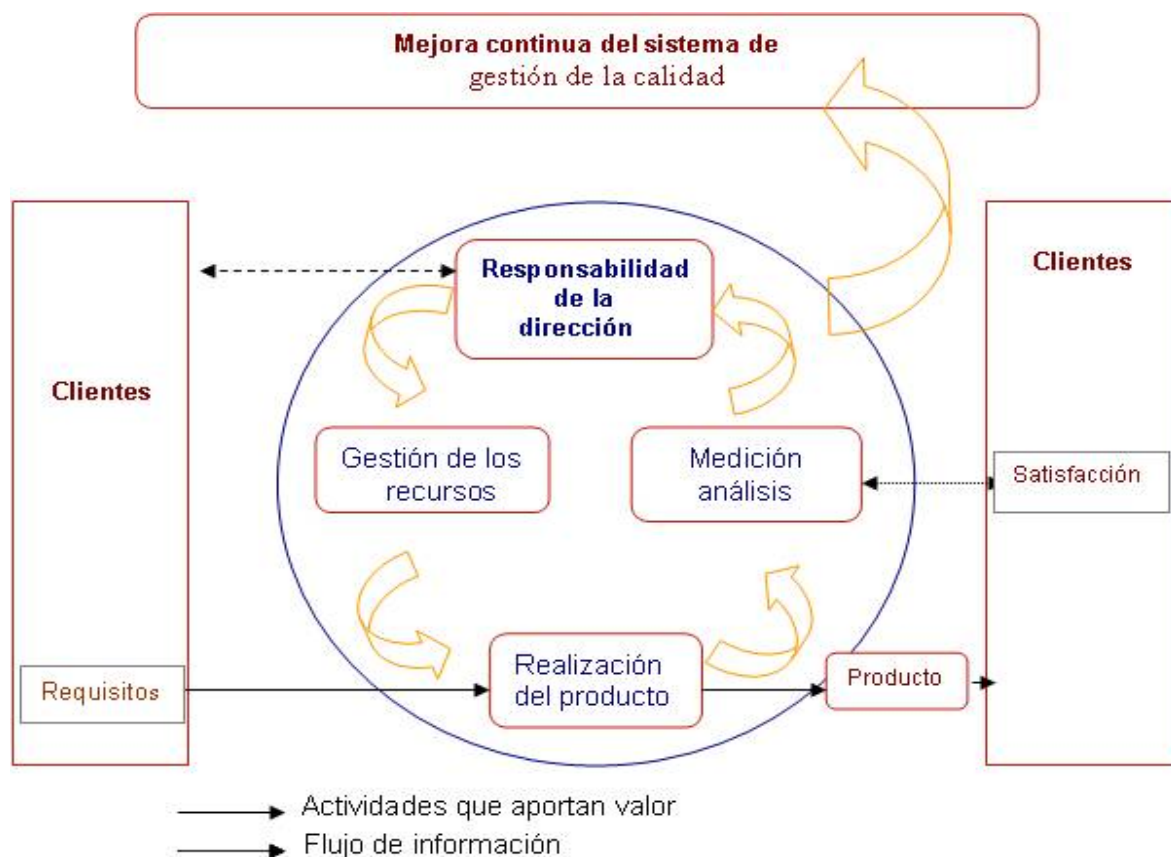 Mejora continua del sistema de
gestión de la calidad
Clientes
Responsabilidad
de la
dirección
Clientes
Gestión de los
recursos
Medición
análisis
Satisfacción
Requisitos
Realización
del producto
Producto
Actividades que aportan valor
Flujo de información